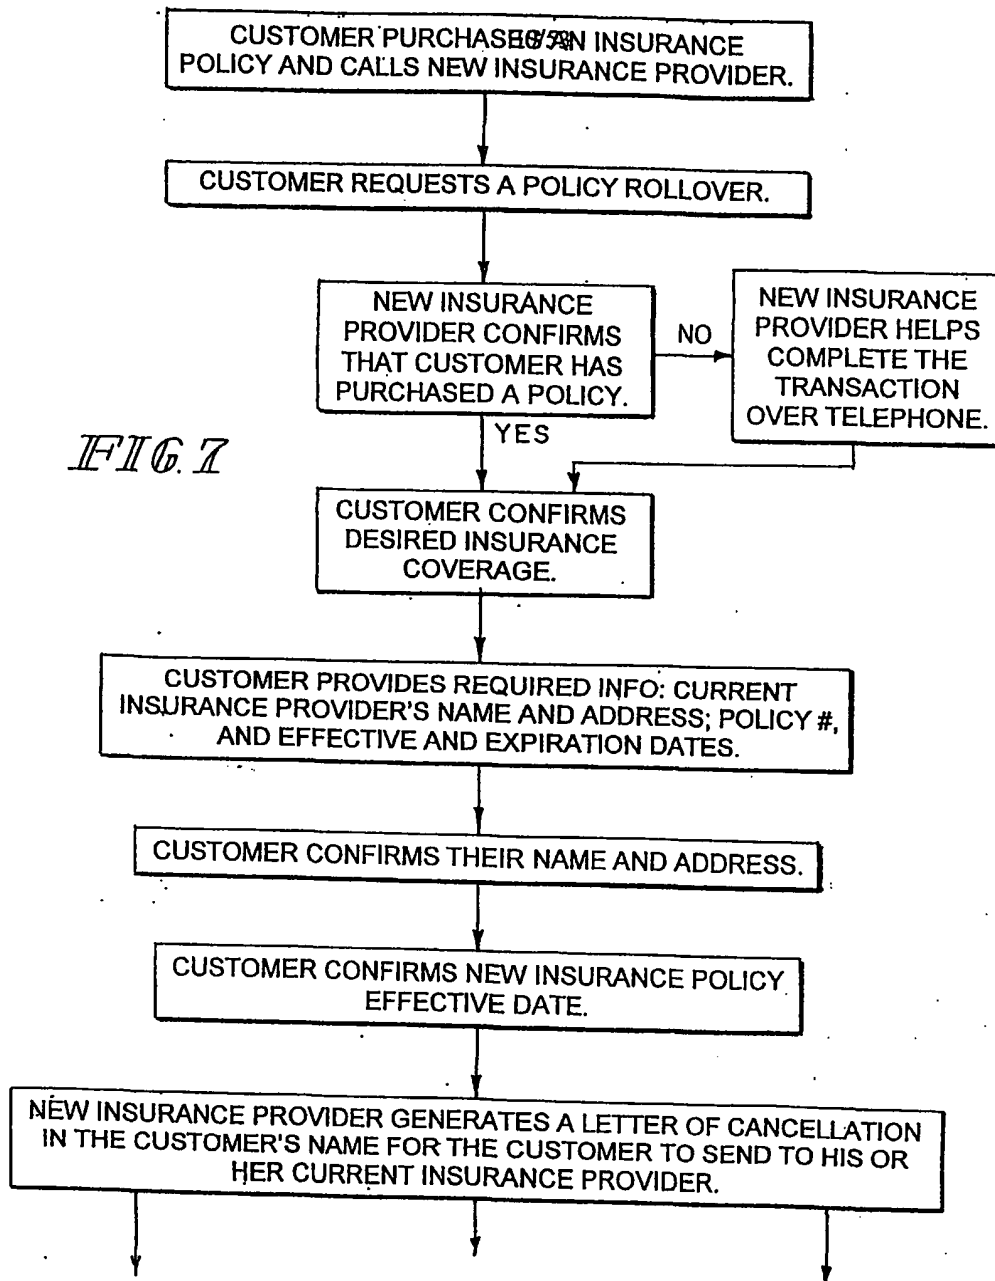 CUSTOMER PURCHASES AN INSURANCE
POLICY AND CALLS NEW INSURANCE PROVIDER.
CUSTOMER REQUESTS A POLICY ROLLOVER.
NEW INSURANCE
PROVIDER CONFIRMS
THAT CUSTOMER HAS
PURCHASED A POLICY.
NO
NEW INSURANCE
PROVIDER HELPS
COMPLETE THE
TRANSACTION
OVER TELEPHONE.
YES
FIG. 7
CUSTOMER CONFIRMS
DESIRED INSURANCE
COVERAGE.
CUSTOMER PROVIDES REQUIRED INFO: CURRENT
INSURANCE PROVIDER'S NAME AND ADDRESS; POLICY #,
AND EFFECTIVE AND EXPIRATION DATES.
CUSTOMER CONFIRMS THEIR NAME AND ADDRESS.
CUSTOMER CONFIRMS NEW INSURANCE POLICY
EFFECTIVE DATE.
NEW INSURANCE PROVIDER GENERATES A LETTER OF CANCELLATION
IN THE CUSTOMER'S NAME FOR THE CUSTOMER TO SEND TO HIS OR
HER CURRENT INSURANCE PROVIDER.